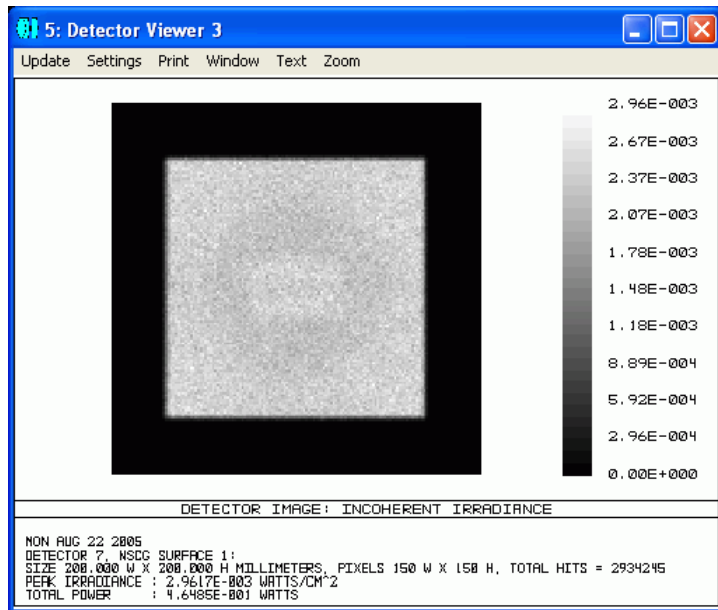 5: Detector Viewer 3
Update Settings Print Window Text Zoom
2.96E-003
2.67E-003
2.37E-003
2.07E-003
1.78E-003
1.48E-003
1.18E-003
8.89E-004
5.92E-004
2.96E-004
0.00E+000
DETECTOR IMAGE: INCOHERENT IRRADIANCE
MON AUG 22 2005
DETECTOR 7, NSCG SURFACE 1:
SIZE 200.000 W X 200.000 H MILLIMETERS, PIXELS 150 W X 150 H, TOTAL HITS = 2934245
PEAK IRRADIANCE : 2.9617E-003 WATTS/CM^2
TOTAL POWER : 4.6485E-001 WATTS